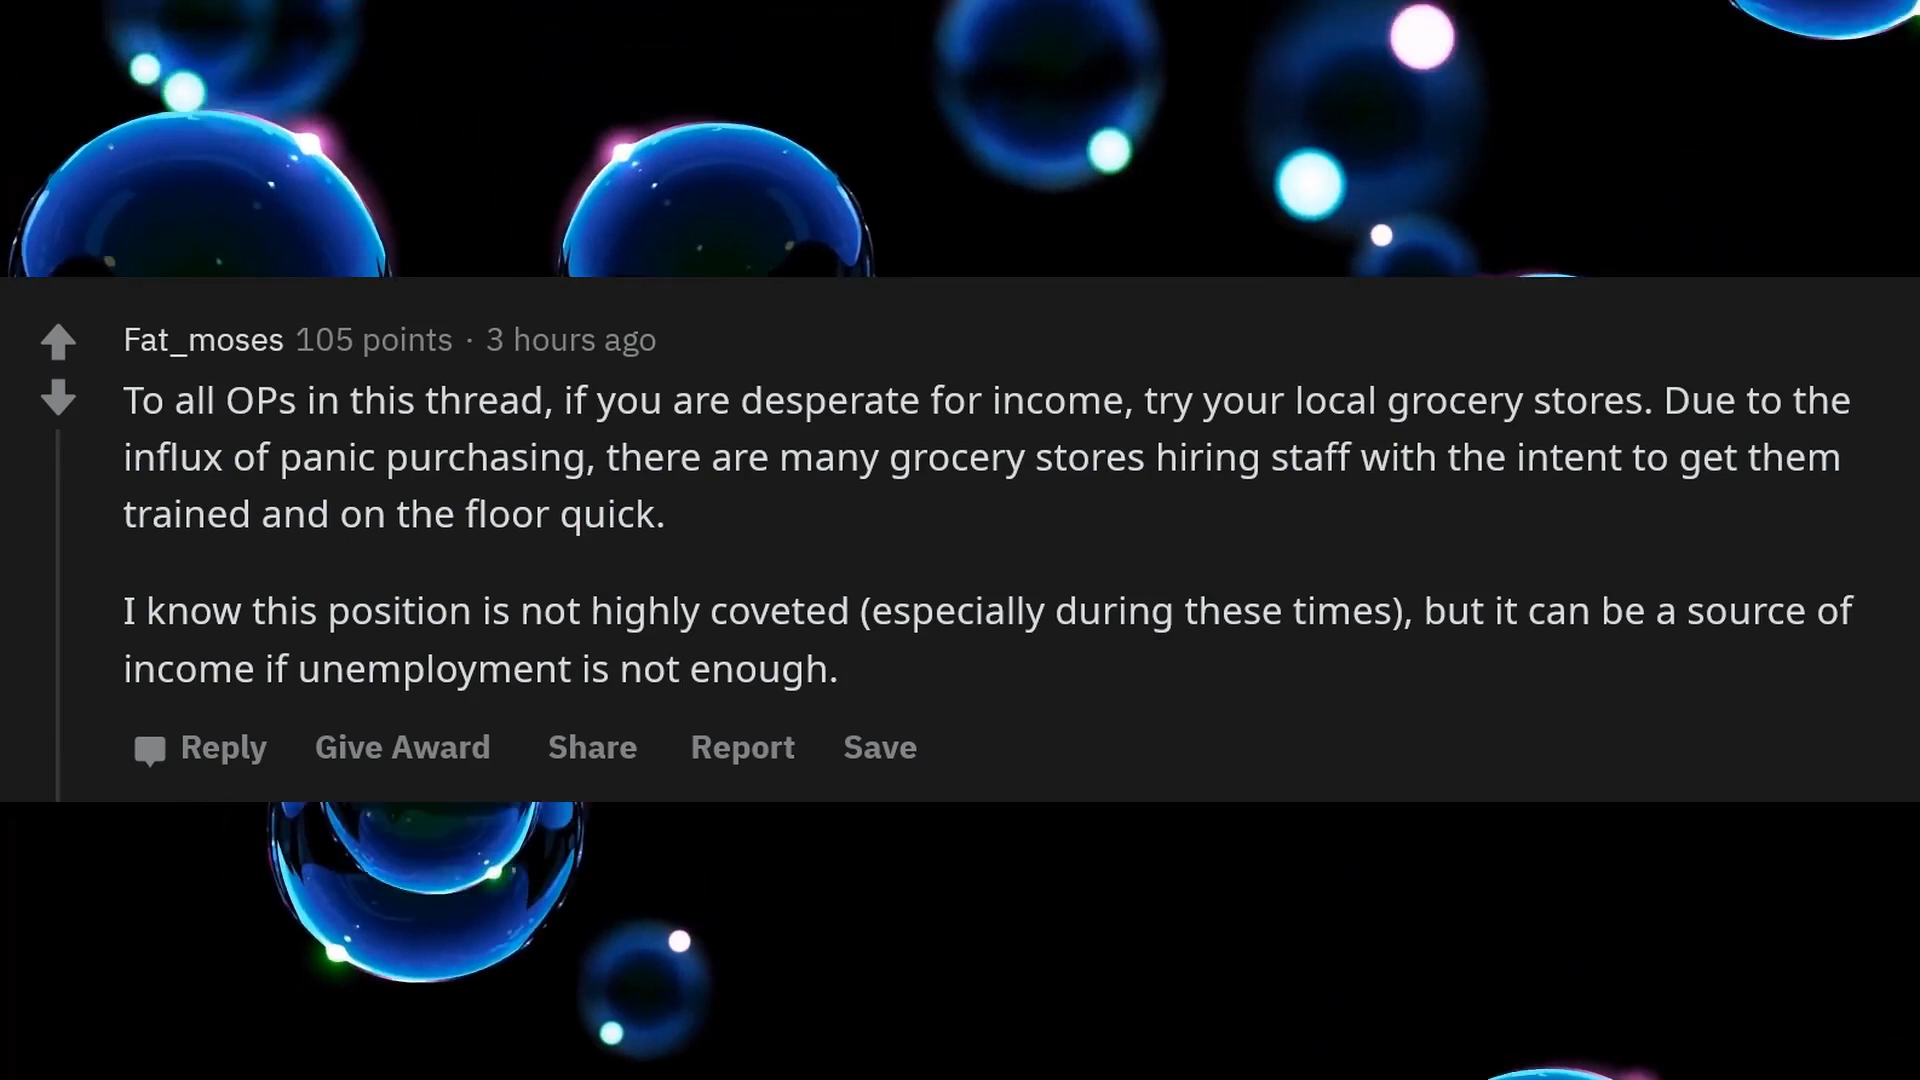 Fat_moses 105 points · 3 hours ago
To all OPs in this thread, if you are desperate for income, try your local grocery stores. Due to the
influx of panic purchasing, there are many grocery stores hiring staff with the intent to get them
trained and on the floor quick.
I know this position is not highly coveted (especially during these times), but it can be a source of
income if unemployment is not enough.
Reply Give Award Share Report Save